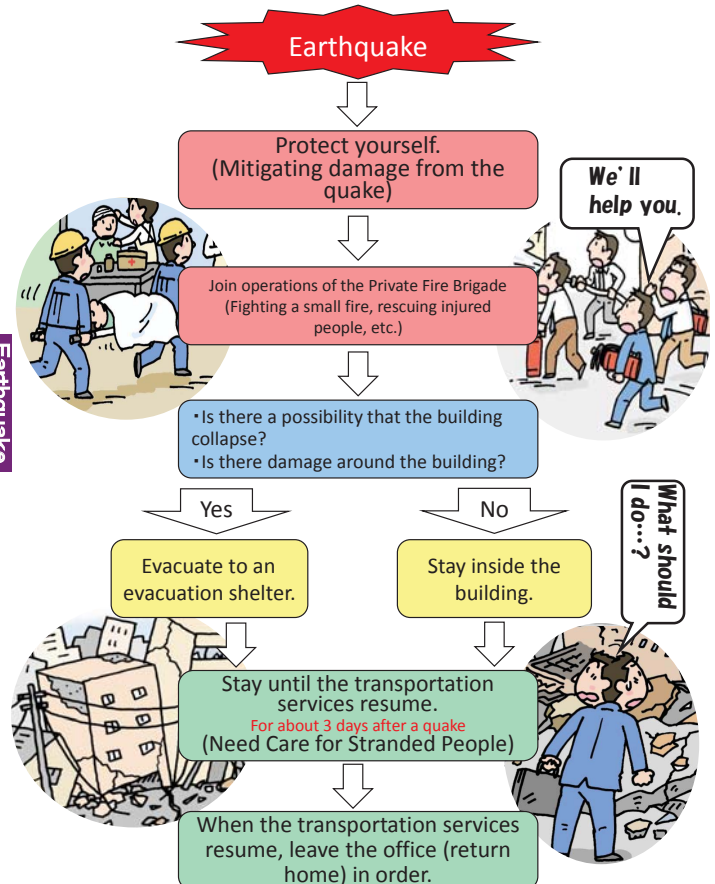 Earthquake
Protect yourself.
(Mitigating damage from the
quake)
We'll
help you.
Join operations of the Private Fire Brigade
(Fighting a small fire, rescuing injured
people, etc.)
Earthquake
・Is there a possibility that the building
collapse?
・Is there damage around the building?
Yes
No
What should
I do…?
Evacuate to an
evacuation shelter.
Stay inside the
building.
Stay until the transportation
services resume.
For about 3 days after a quake
(Need Care for Stranded People)
When the transportation services
resume, leave the office (return
home) in order.